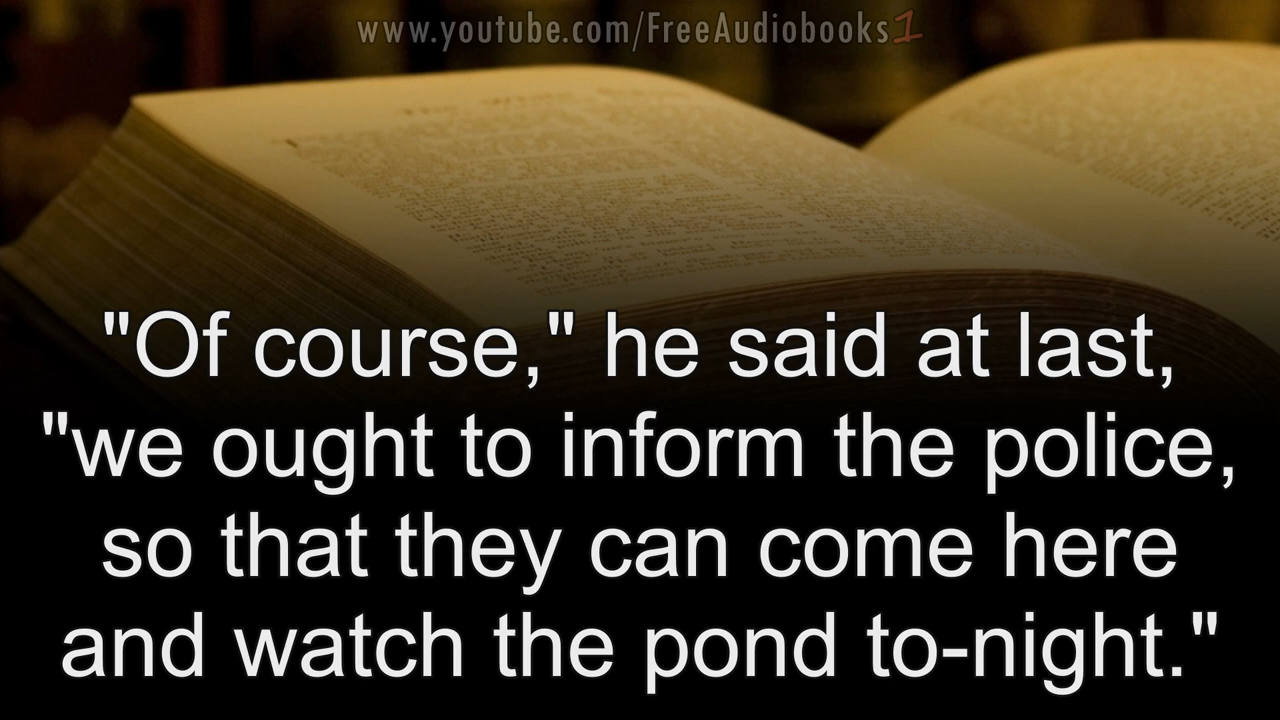 www.youtube.com/FreeAudiobooks1
"Of course," he said at last,
"we ought to inform the police,
so that they can come here
and watch the pond to-night."